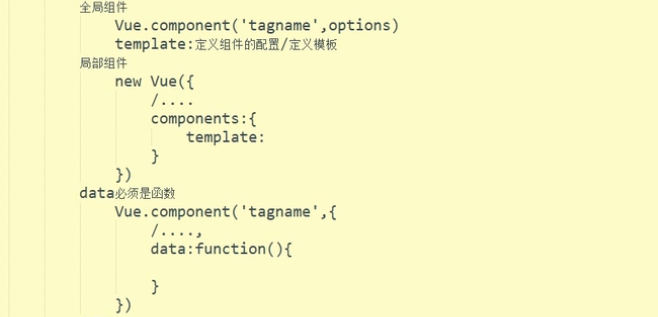 全局组件
Vue.component('tagname',options)
template:定义组件的配置/定义模板
局部组件
new Vue({
/....
components:{
template:
}
})
data必须是函数
Vue.component('tagname',{
/....,
data:function(){
}
})